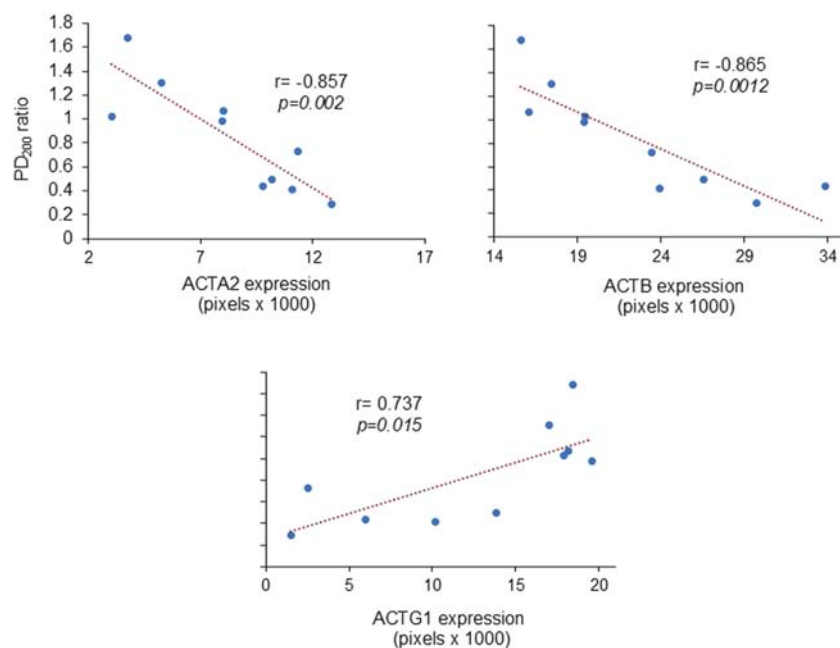 1.8
1.6
1.4
1.2
1
0.8
0.6
0.4
0.2
0
PD₂₀₀ ratio
r= -0.857
p=0.002
2 7 12 17
ACTA2 expression
(pixels x 1000)
r= -0.865
p=0.0012
14 19 24 29 34
ACTB expression
(pixels x 1000)
r= 0.737
p=0.015
0 5 10 15 20
ACTG1 expression
(pixels x 1000)